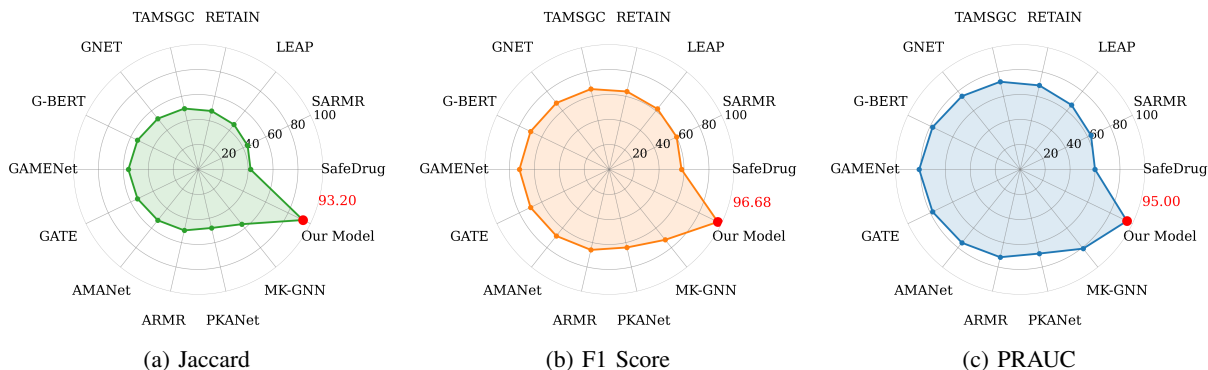 TAMSGC RETAIN
GNET LEAP
G-BERT SARMR
100
80
60
40
20
GAMENet SafeDrug
93.20
GATE Our Model
AMANet MK-GNN
ARMR PKANet
(a) Jaccard
TAMSGC RETAIN
GNET LEAP
G-BERT SARMR
100
80
60
40
20
GAMENet SafeDrug
96.68
GATE Our Model
AMANet MK-GNN
ARMR PKANet
(b) F1 Score
TAMSGC RETAIN
GNET LEAP
G-BERT SARMR
100
80
60
40
20
GAMENet SafeDrug
95.00
GATE Our Model
AMANet MK-GNN
ARMR PKANet
(c) PRAUC